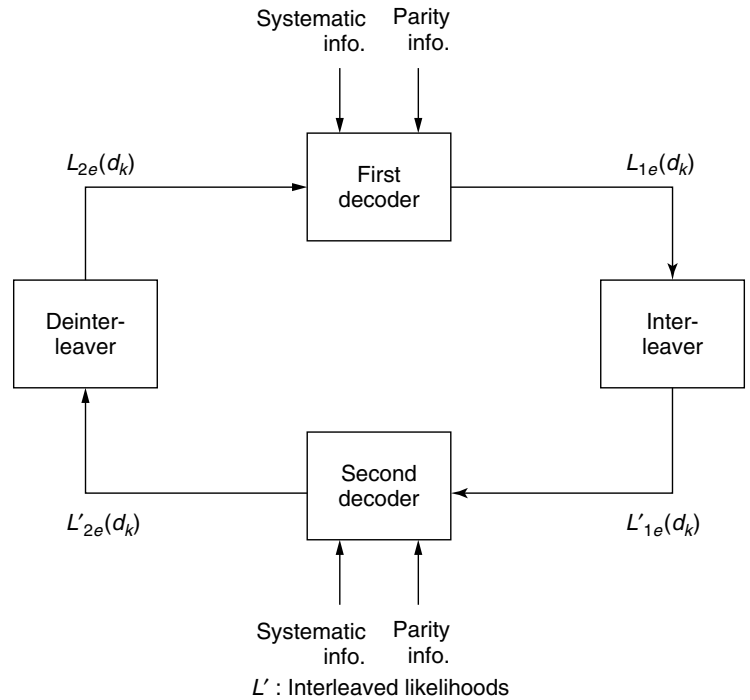 Systematic info.
Parity info.
L2e(dk)
First decoder
L1e(dk)
Deinter-
leaver
Inter-
leaver
Second decoder
L′2e(dk)
L′1e(dk)
Systematic info.
Parity info.
L′ : Interleaved likelihoods